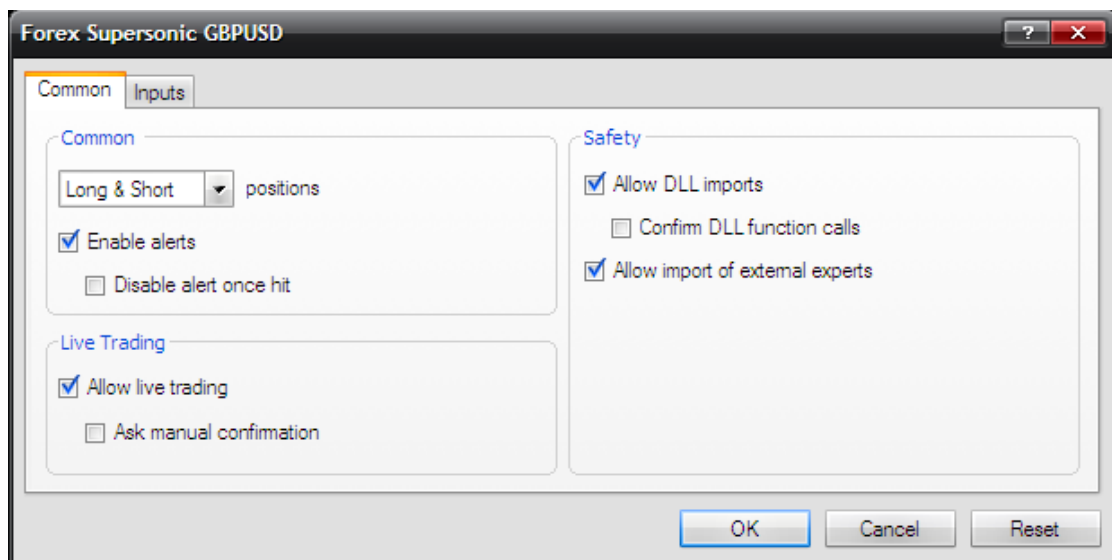 Forex Supersonic GBPUSD
?
Common
Inputs
Common
Long & Short positions
Enable alerts
Disable alert once hit
Live Trading
Allow live trading
Ask manual confirmation
Safety
Allow DLL imports
Confirm DLL function calls
Allow import of external experts
OK
Cancel
Reset